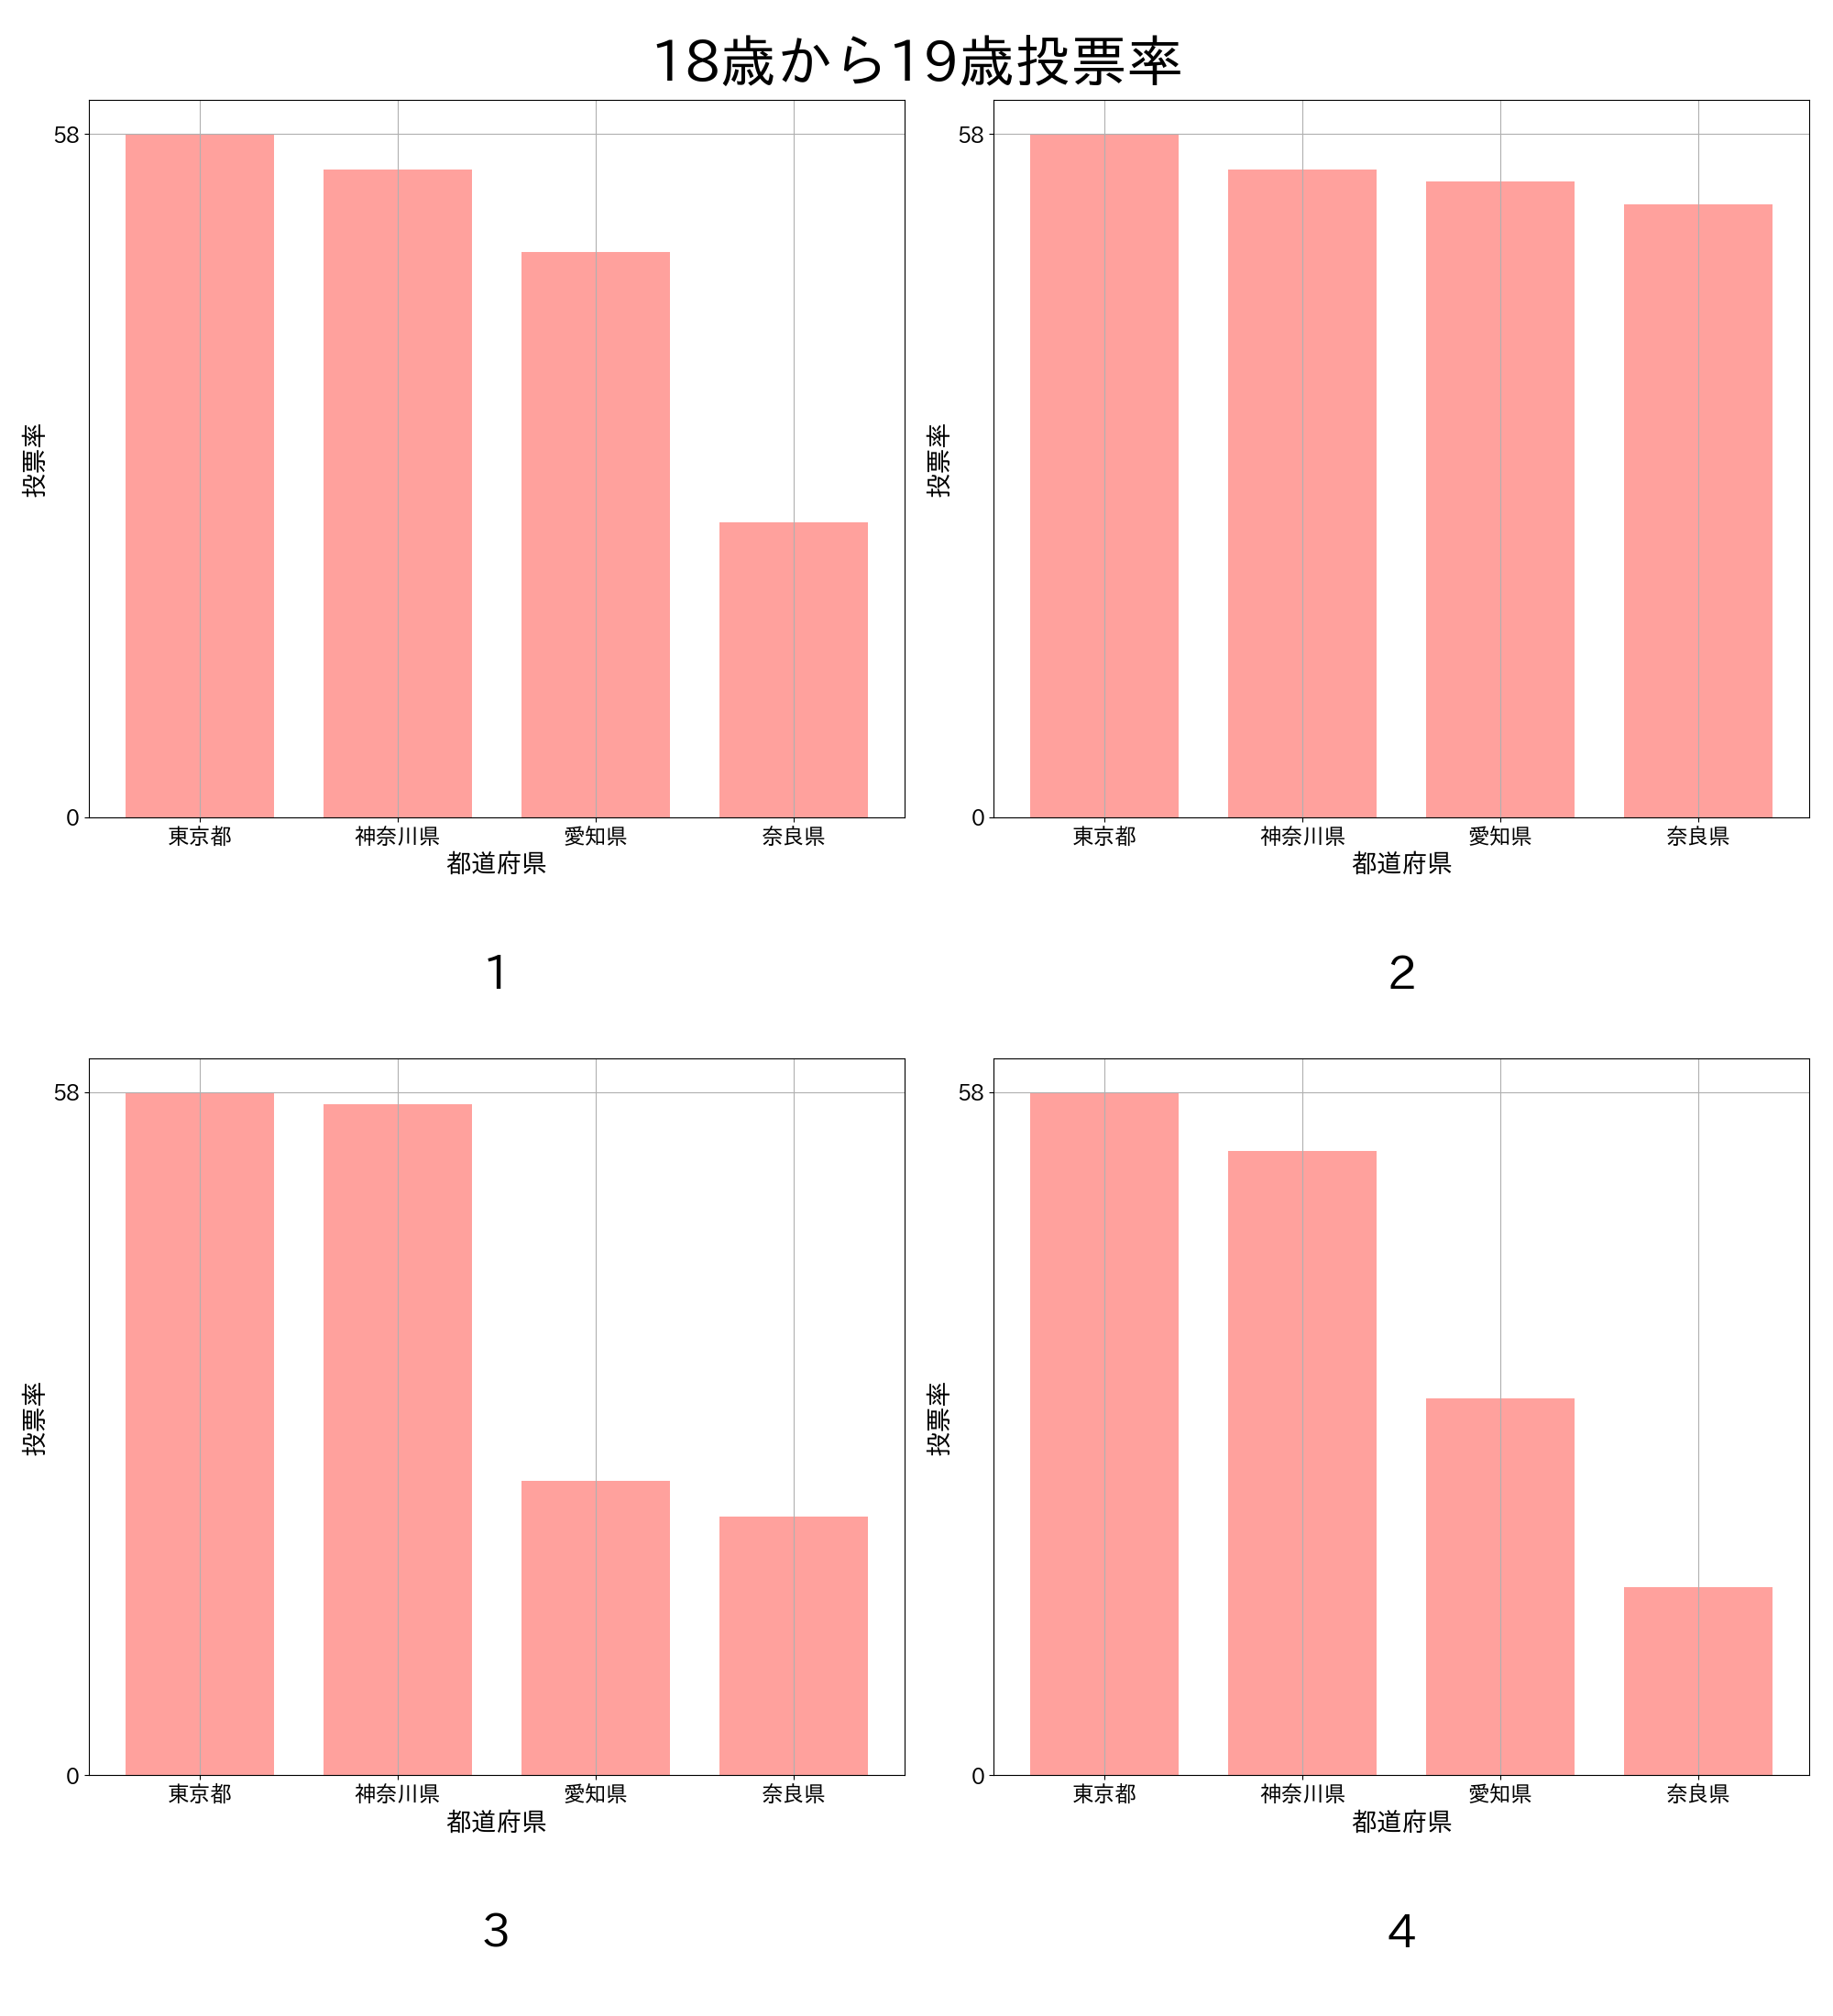 18歳から19歳投票率
58
0
投票率
東京都 神奈川県 愛知県 奈良県
都道府県
1
58
0
投票率
東京都 神奈川県 愛知県 奈良県
都道府県
2
58
0
投票率
東京都 神奈川県 愛知県 奈良県
都道府県
3
58
0
投票率
東京都 神奈川県 愛知県 奈良県
都道府県
4